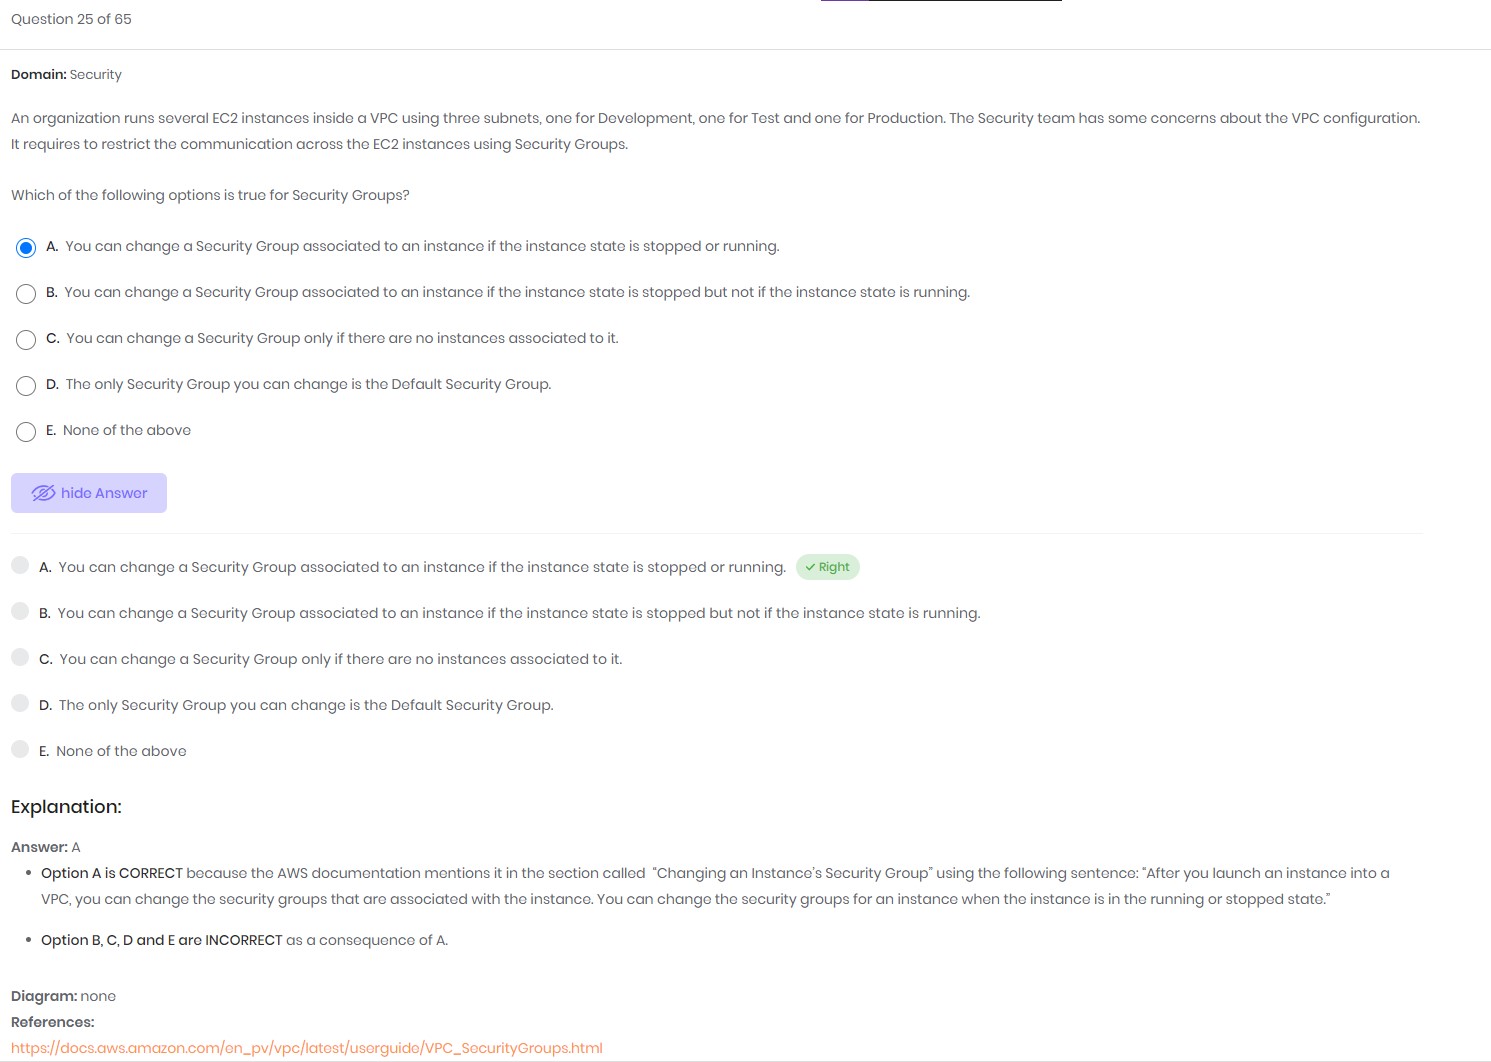 Question 25 of 65
Domain: Security
An organization runs several EC2 instances inside a VPC using three subnets, one for Development, one for Test and one for Production. The Security team has some concerns about the VPC configuration.
It requires to restrict the communication across the EC2 instances using Security Groups.
Which of the following options is true for Security Groups?
A. You can change a Security Group associated to an instance if the instance state is stopped or running.
B. You can change a Security Group associated to an instance if the instance state is stopped but not if the instance state is running.
C. You can change a Security Group only if there are no instances associated to it.
D. The only Security Group you can change is the Default Security Group.
E. None of the above
hide Answer
A. You can change a Security Group associated to an instance if the instance state is stopped or running. ✓ Right
B. You can change a Security Group associated to an instance if the instance state is stopped but not if the instance state is running.
C. You can change a Security Group only if there are no instances associated to it.
D. The only Security Group you can change is the Default Security Group.
E. None of the above
Explanation:
Answer: A
• Option A is CORRECT because the AWS documentation mentions it in the section called “Changing an Instance’s Security Group” using the following sentence: “After you launch an instance into a
VPC, you can change the security groups that are associated with the instance. You can change the security groups for an instance when the instance is in the running or stopped state.”
• Option B, C, D and E are INCORRECT as a consequence of A.
Diagram: none
References:
https://docs.aws.amazon.com/en_pv/vpc/latest/userguide/VPC_SecurityGroups.html